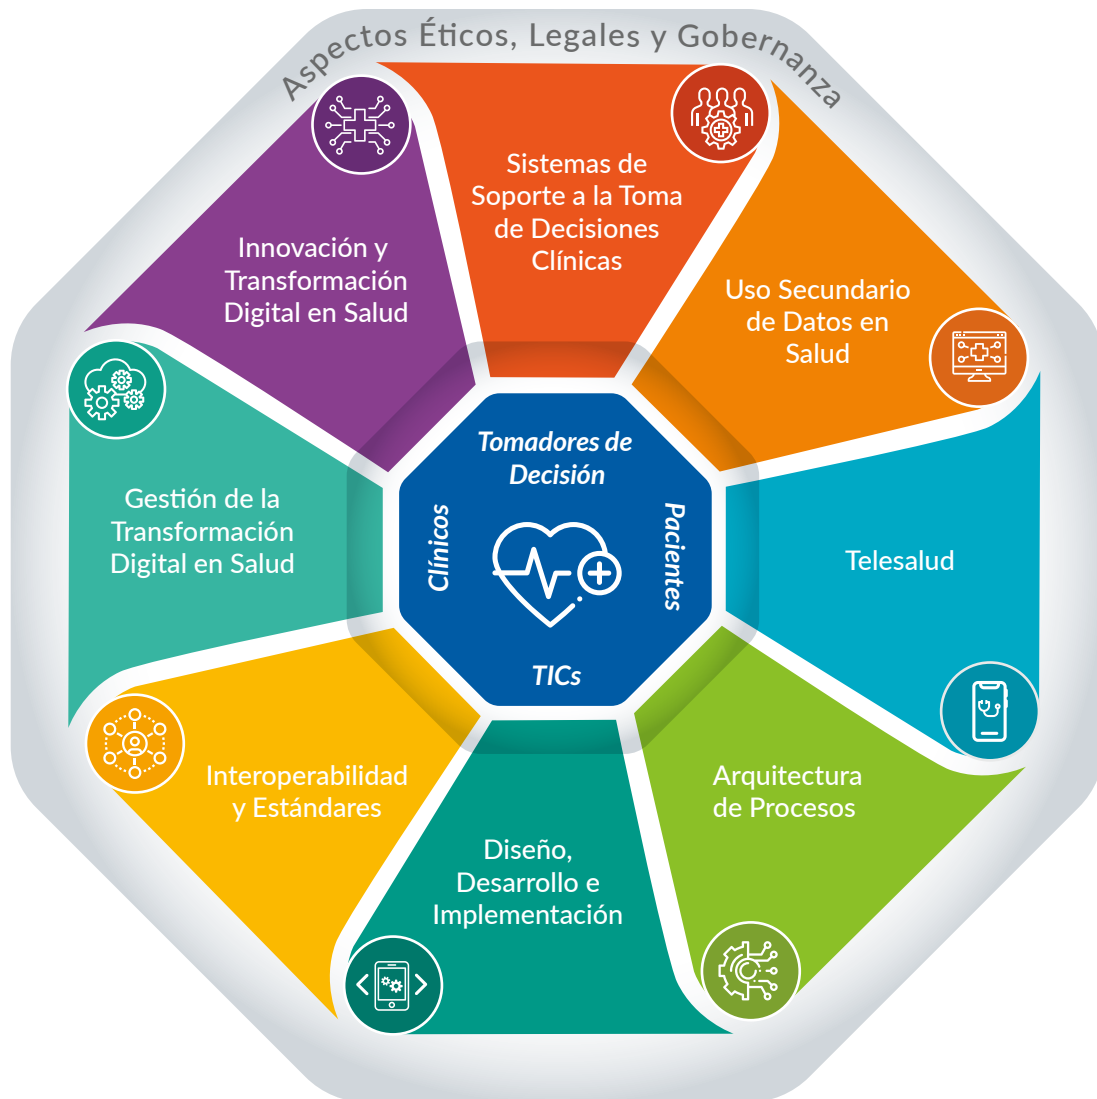 Aspectos Éticos, Legales y Gobernanza
Sistemas de
Soporte a la Toma
de Decisiones
Clínicas
Uso Secundario
de Datos en
Salud
Telesalud
Arquitectura
de Procesos
Diseño,
Desarrollo e
Implementación
Interoperabilidad
y Estándares
Gestión de la
Transformación
Digital en Salud
Innovación y
Transformación
Digital en Salud
Tomadores de
Decisión
Pacientes
TICs
Clínicos